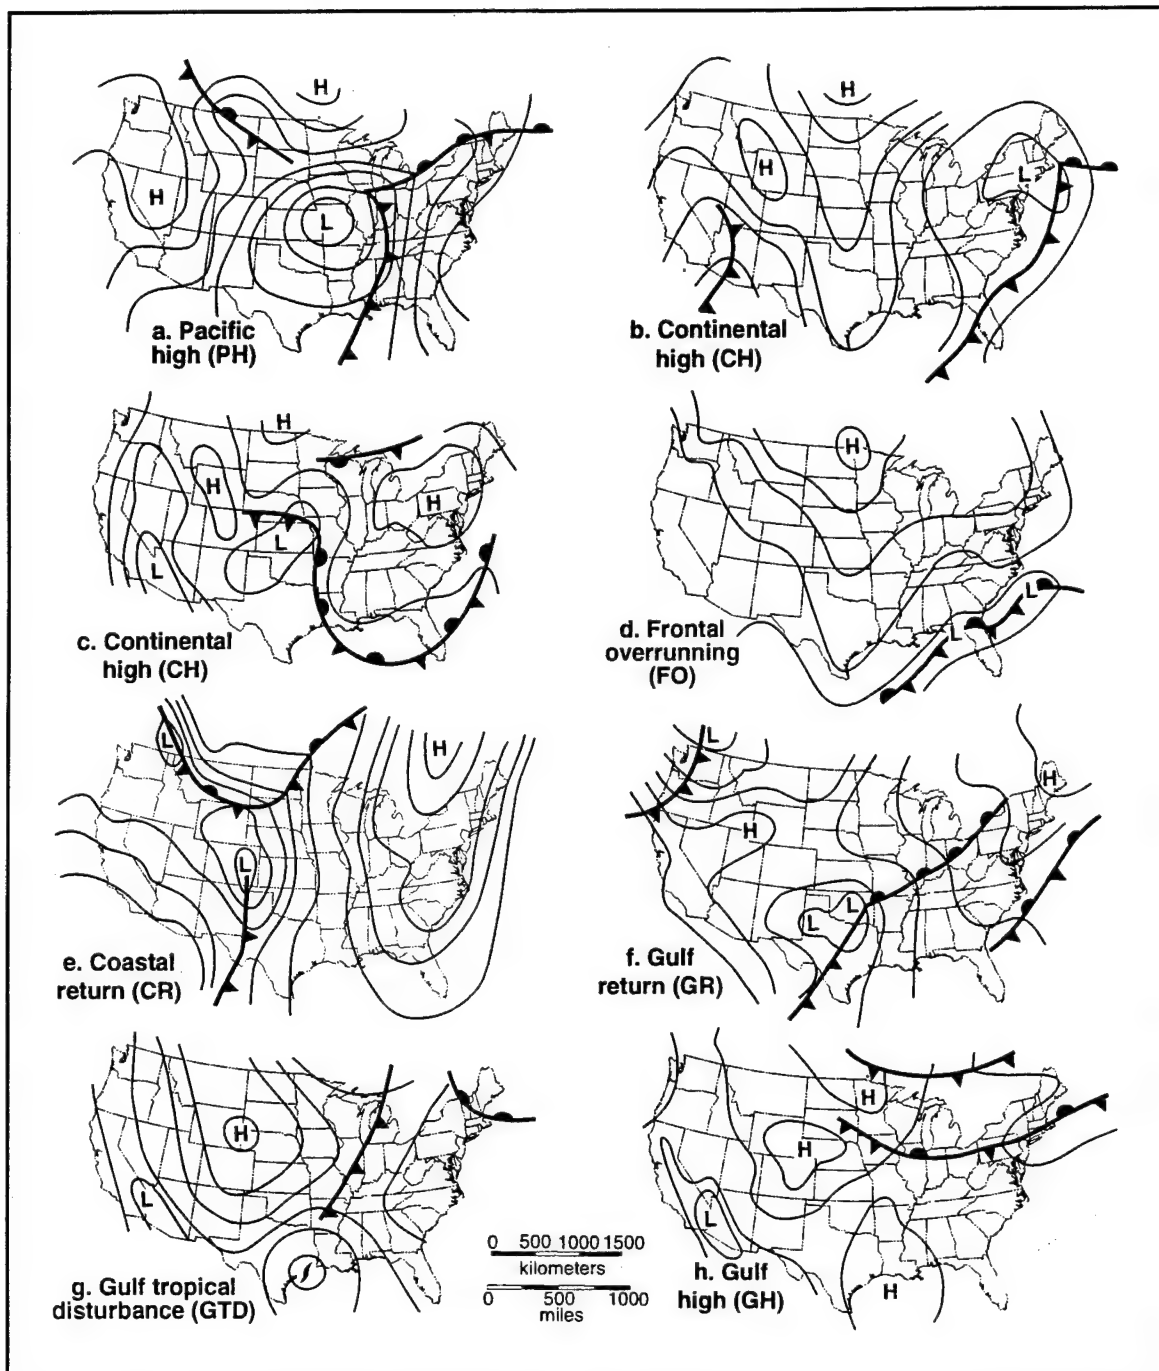 H
H
L
a. Pacific
high (PH)
H
H
L
b. Continental
high (CH)
H
H
H
L
L
c. Continental
high (CH)
H
L
L
d. Frontal
overrunning
(FO)
L
H
L
e. Coastal
return (CR)
L
H
H
L
L
f. Gulf
return (GR)
H
L
g. Gulf tropical
disturbance (GTD)
0 500 1000 1500
kilometers
0 500 1000
miles
H
H
L
H
h. Gulf
high (GH)